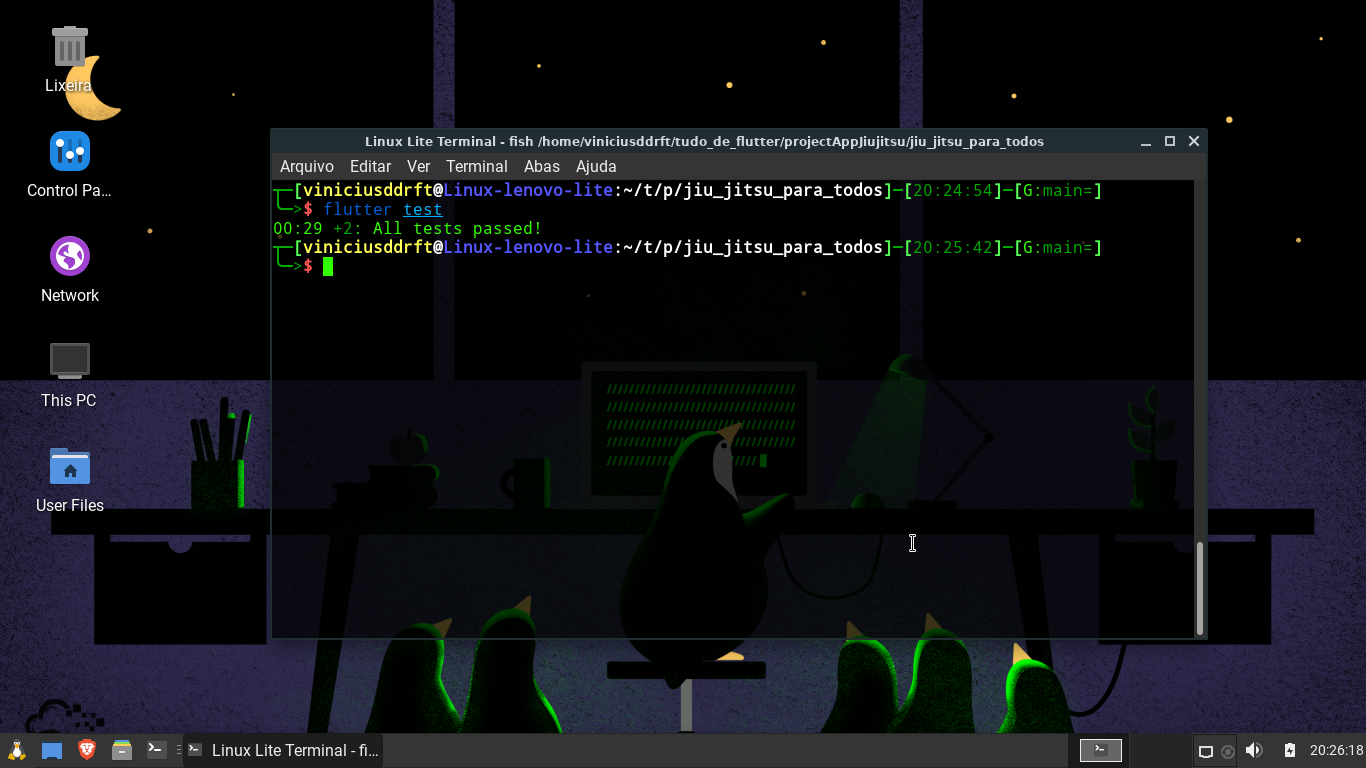 Lixeira
Control Pa...
Network
This PC
User Files
Linux Lite Terminal - fish /home/viniciusddrft/tudo_de_flutter/projectAppJiujitsu/jiu_jitsu_para_todos
Arquivo Editar Ver Terminal Abas Ajuda
[viniciusddrft@Linux-lenovo-lite:~/t/p/jiu_jitsu_para_todos]─[20:24:54]─[G:main=]
╰─>$ flutter test
00:29 +2: All tests passed!
[viniciusddrft@Linux-lenovo-lite:~/t/p/jiu_jitsu_para_todos]─[20:25:42]─[G:main=]
╰─>$
Linux Lite Terminal - fi...
20:26:18